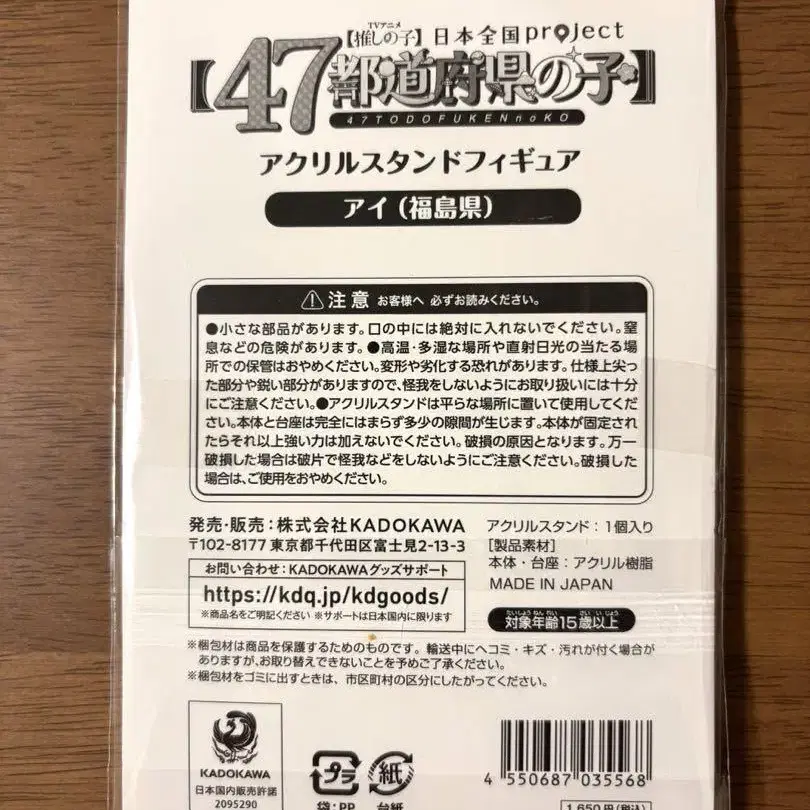 TVアニメ
【推しの子】日本全国project
【47都道府県の子】
47TODOFUKENnoKO
アクリルスタンドフィギュア
アイ(福島県)
⚠注意 お客様へ 必ずお読みください。
●小さな部品があります。口の中には絶対に入れないでください。窒
息などの危険があります。●高温・多湿な場所や直射日光の当たる場
所での保管はおやめください。変形や劣化する恐れがあります。仕様上尖っ
た部分や鋭い部分がありますので、怪我をしないようにお取り扱いには十分
にご注意ください。●アクリルスタンドは平らな場所に置いて使用してくだ
さい。本体と台座は完全にはまらず多少の隙間が生じます。本体が固定され
たらそれ以上強い力は加えないでください。破損の原因となります。万一
破損した場合は破片で怪我などをしないようにご注意ください。破損した
場合は、ご使用をおやめください。
発売・販売:株式会社KADOKAWA
〒102-8177 東京都千代田区富士見2-13-3
お問い合わせ:KADOKAWAグッズサポート
https://kdq.jp/kdgoods/
※商品名をご明記ください ※サポートは日本国内に限ります
アクリルスタンド:1個入り
[製品素材]
本体・台座:アクリル樹脂
MADE IN JAPAN
たいしょうねんれい さいいじょう
対象年齢15歳以上
※梱包材は商品を保護するためのものです。輸送中にヘコミ・キズ・汚れが付く場合が
ありますが、お取り替えできないことを予めご了承ください。
※梱包材をゴミに出すときは、市区町村の区分にしたがってください。
KADOKAWA
日本国内販売許諾
2095290
プラ
袋:PP
紙
台紙
4 550687 035568
1,650円(税込)